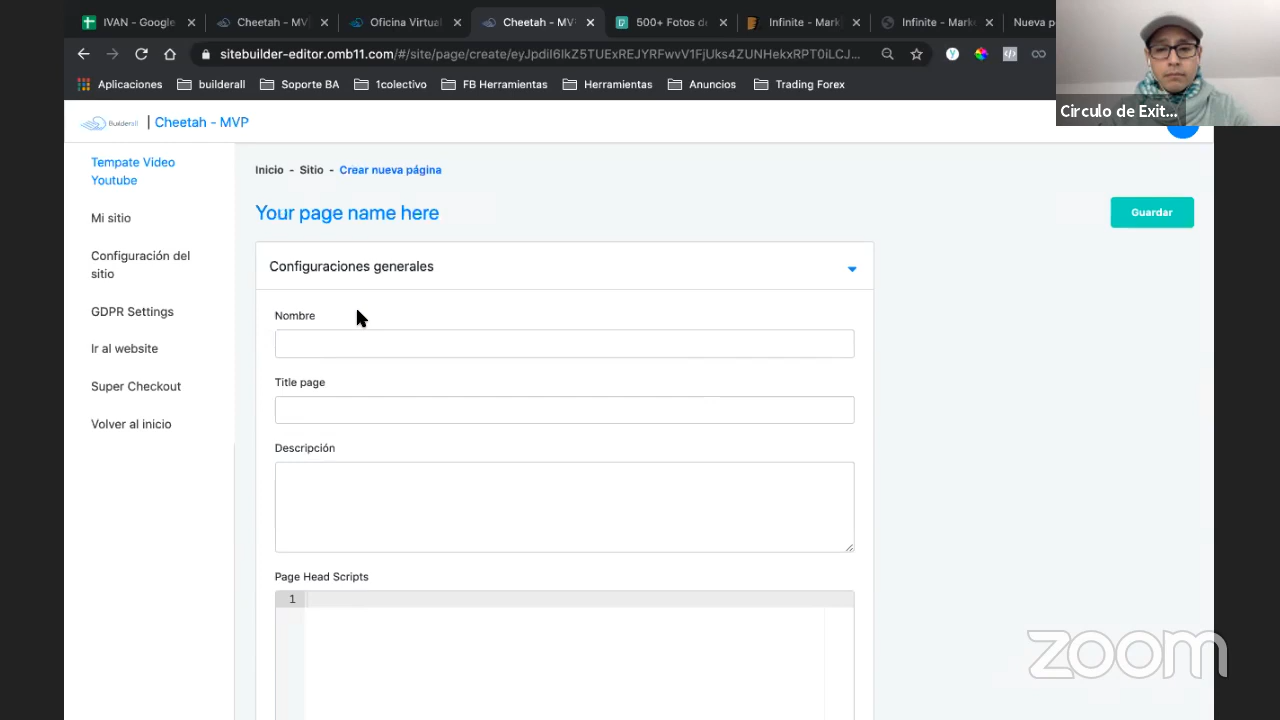 IVAN - Google
Cheetah - MV
Oficina Virtual
Cheetah - MV
500+ Fotos de
Infinite - Mark
Infinite - Marke
Nueva p
sitebuilder-editor.omb11.com/#/site/pages/create/eyJpdiI6IkZ5TUExREJYRFwvV1FjUks4ZUNHekxRPT0iLCJ...
Aplicaciones
builderall
Soporte BA
1colectivo
FB Herramientas
Herramientas
Anuncios
Trading Forex
Circulo de Exit...
Builderall | Cheetah - MVP
Tempate Video
Youtube
Mi sitio
Configuración del
sitio
GDPR Settings
Ir al website
Super Checkout
Volver al inicio
Inicio - Sitio - Crear nueva página
Your page name here
Guardar
Configuraciones generales
Nombre
Title page
Descripción
Page Head Scripts
1
zoom